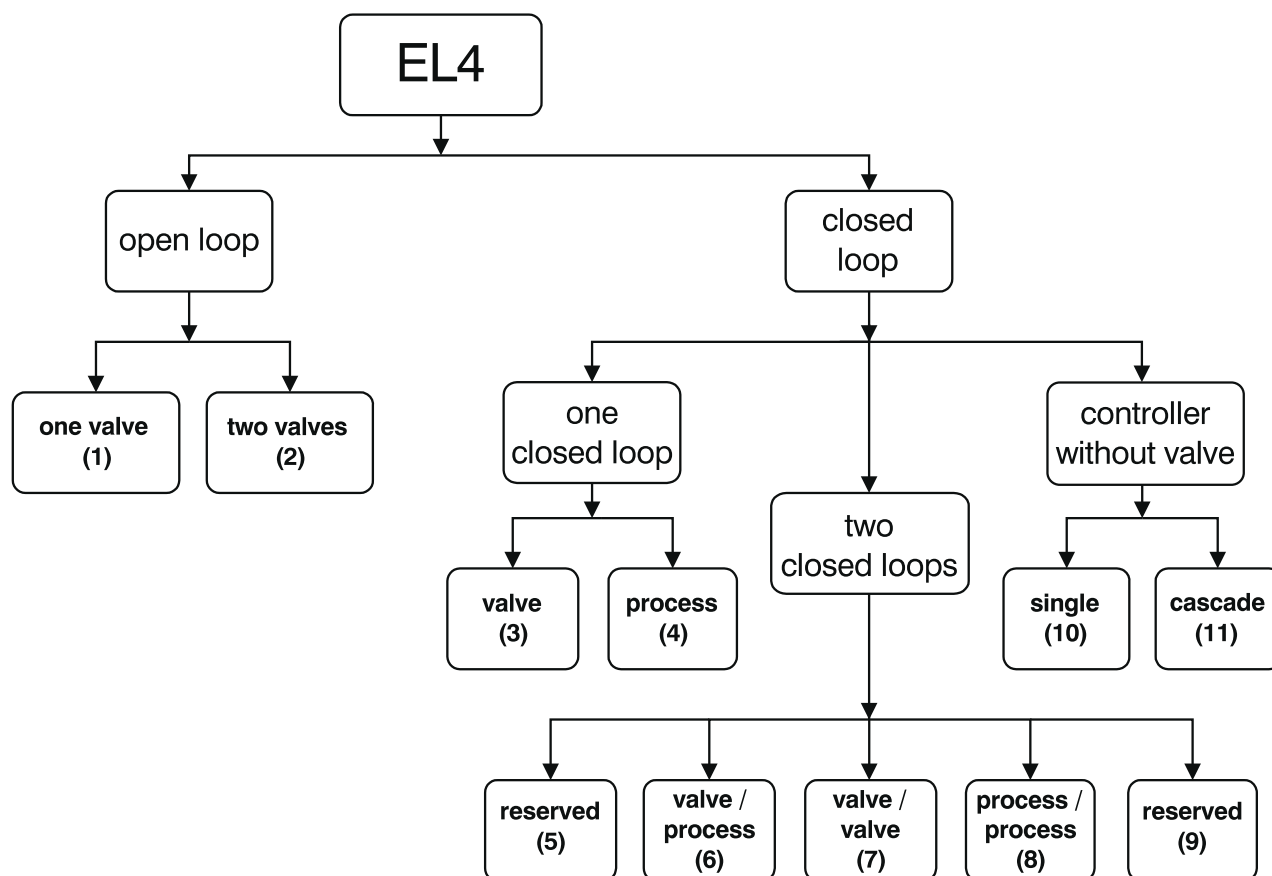 EL4
open loop
closed
loop
one valve
(1)
two valves
(2)
one
closed loop
controller
without valve
two
closed loops
valve
(3)
process
(4)
single
(10)
cascade
(11)
reserved
(5)
valve /
process
(6)
valve /
valve
(7)
process /
process
(8)
reserved
(9)